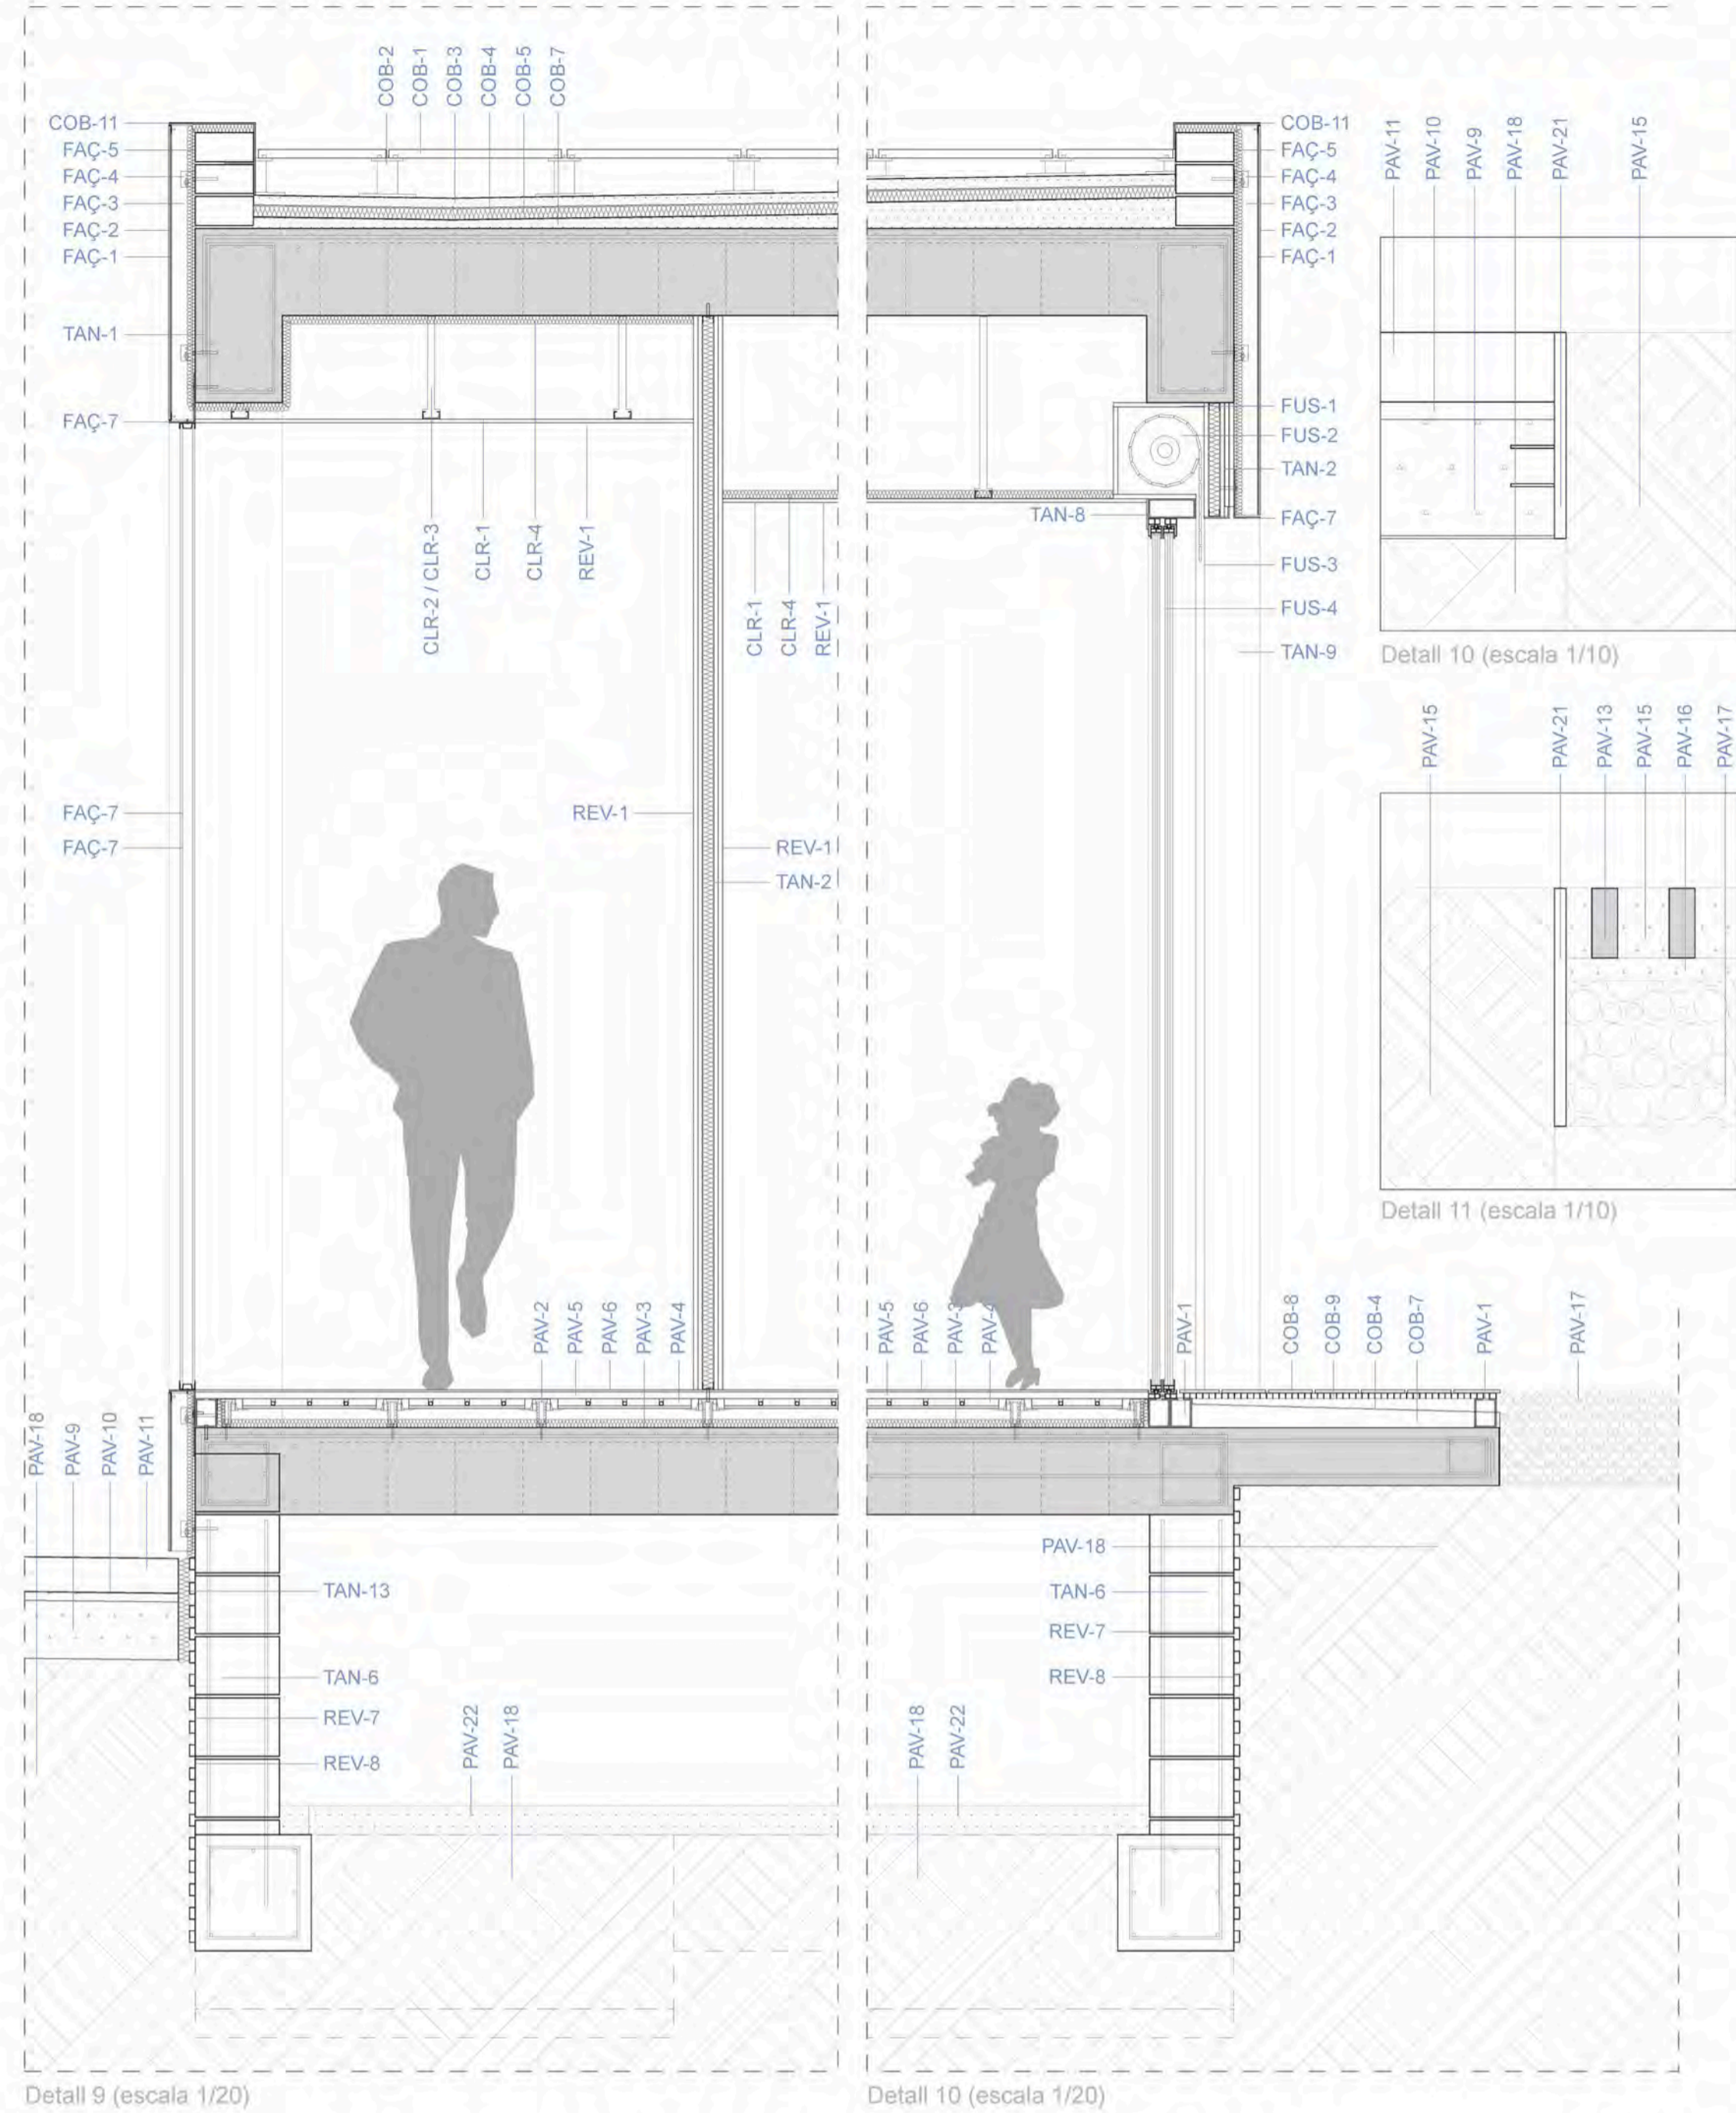 COB-2
COB-1
COB-3
COB-4
COB-5
COB-7
COB-11
FAÇ-5
FAÇ-4
FAÇ-3
FAÇ-2
FAÇ-1
TAN-1
FAÇ-7
CLR-2 / CLR-3
CLR-1
CLR-4
REV-1
CLR-1
CLR-4
REV-1
FAÇ-7
FAÇ-7
REV-1
REV-1
TAN-2
PAV-2
PAV-5
PAV-6
PAV-3
PAV-4
PAV-18
PAV-9
PAV-10
PAV-11
TAN-13
TAN-6
REV-7
REV-8
PAV-22
PAV-18
Detall 9 (escala 1/20)
COB-11
FAÇ-5
FAÇ-4
FAÇ-3
FAÇ-2
FAÇ-1
FUS-1
FUS-2
TAN-2
TAN-8
FAÇ-7
FUS-3
FUS-4
TAN-9
PAV-5
PAV-6
PAV-3
PAV-4
PAV-1
COB-8
COB-9
COB-4
COB-7
PAV-1
PAV-17
PAV-18
TAN-6
REV-7
REV-8
PAV-18
PAV-22
Detall 10 (escala 1/20)
PAV-11
PAV-10
PAV-9
PAV-18
PAV-21
PAV-15
Detall 10 (escala 1/10)
PAV-15
PAV-21
PAV-13
PAV-15
PAV-16
PAV-17
Detall 11 (escala 1/10)